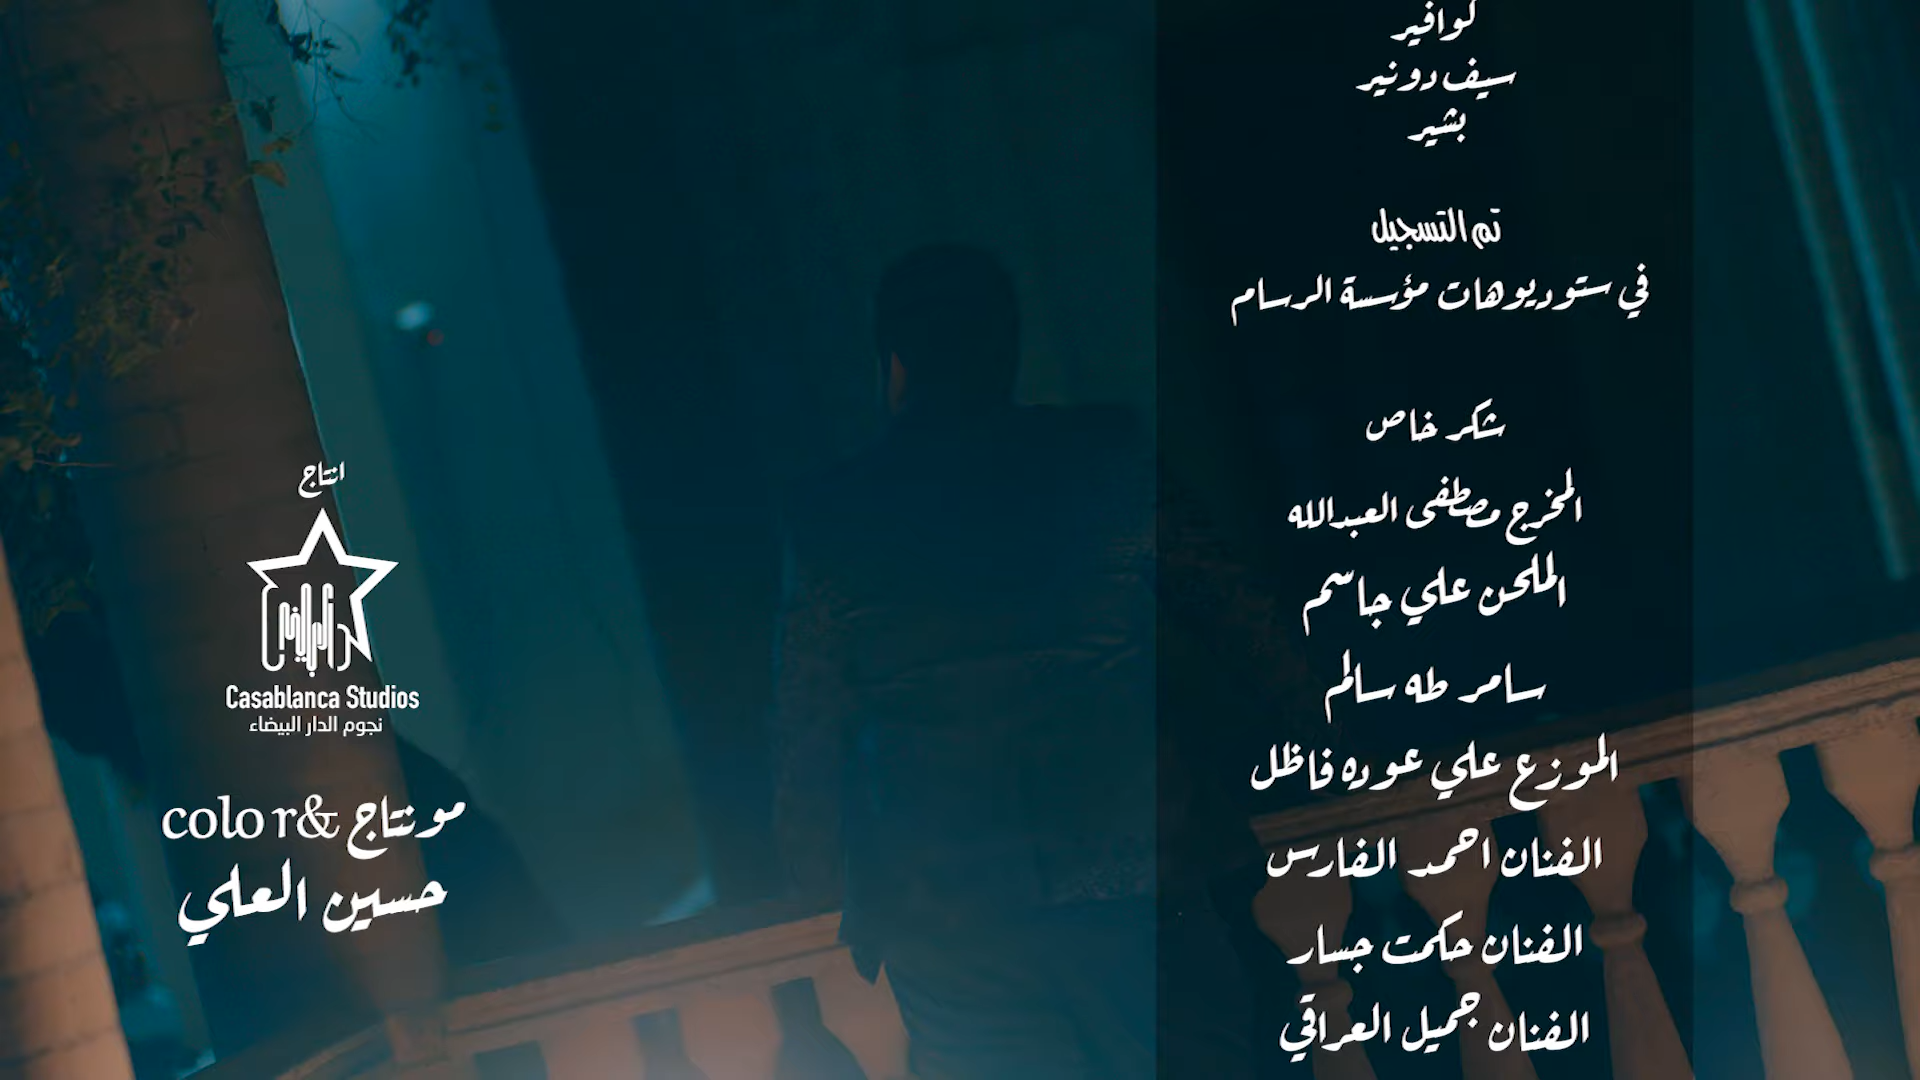 كوافير
سيف دونير
بشير
تم التسجيل
في ستوديوهات مؤسسة الرسام
شكر خاص
المخرج مصطفى العبدالله
الملحن علي جاسم
سامر طه سالم
الموزع علي عوده فاظل
الفنان احمد الفارس
الفنان حكمت جسار
الفنان جميل العراقي
انتاج
Casablanca Studios
نجوم الدار البيضاء
مونتاج &color
حسين العلي